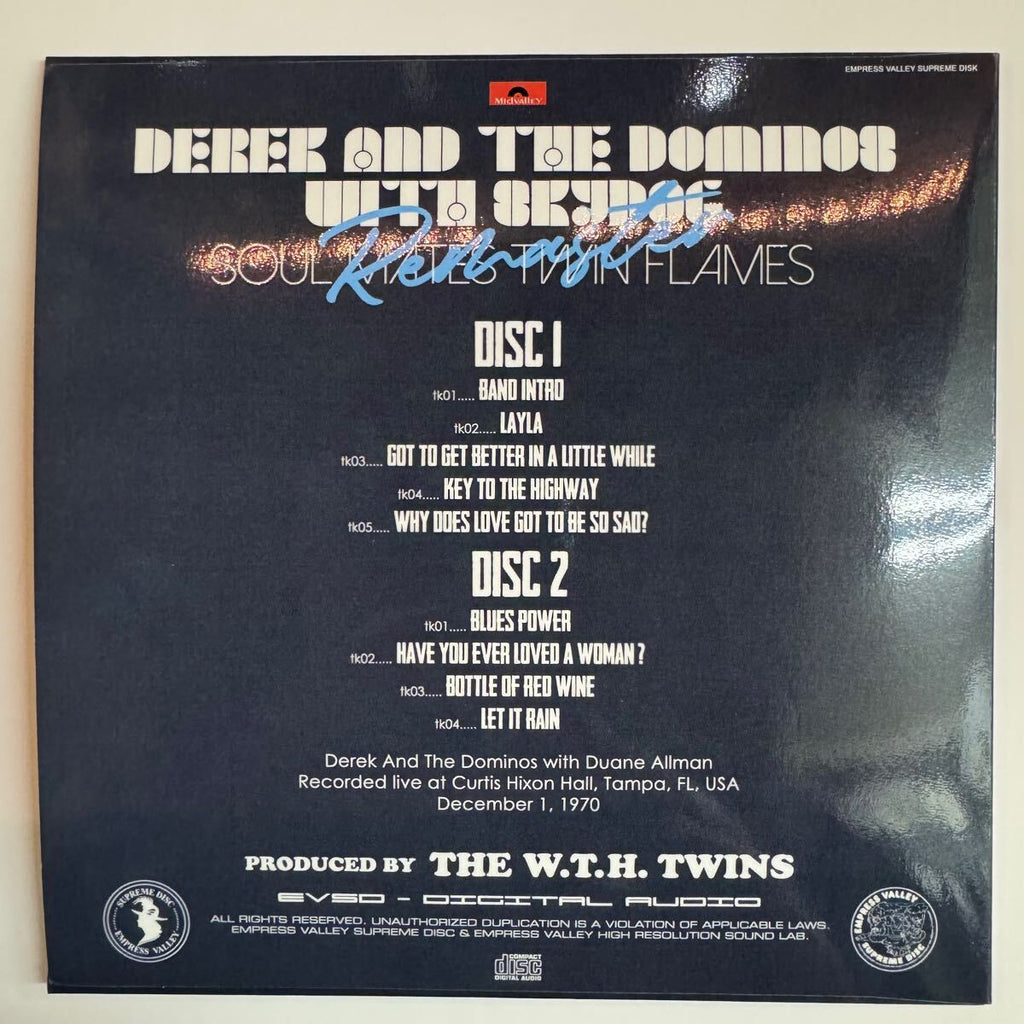 EMPRESS VALLEY SUPREME DISK
Midvalley
DEREK AND THE DOMINOS
WITH SKYDOG
Remaster
SOUL MATES TWIN FLAMES
DISC 1
tk01..... BAND INTRO
tk02..... LAYLA
tk03..... GOT TO GET BETTER IN A LITTLE WHILE
tk04..... KEY TO THE HIGHWAY
tk05..... WHY DOES LOVE GOT TO BE SO SAD?
DISC 2
tk01..... BLUES POWER
tk02..... HAVE YOU EVER LOVED A WOMAN ?
tk03..... BOTTLE OF RED WINE
tk04..... LET IT RAIN
Derek And The Dominos with Duane Allman
Recorded live at Curtis Hixon Hall, Tampa, FL, USA
December 1, 1970
PRODUCED BY THE W.T.H. TWINS
EVSD - DIGITAL AUDIO
ALL RIGHTS RESERVED. UNAUTHORIZED DUPLICATION IS A VIOLATION OF APPLICABLE LAWS.
EMPRESS VALLEY SUPREME DISC & EMPRESS VALLEY HIGH RESOLUTION SOUND LAB.
SUPREME DISC
EMPRESS VALLEY
EMPRESS VALLEY
SUPREME DISC
COMPACT
disc
DIGITAL AUDIO